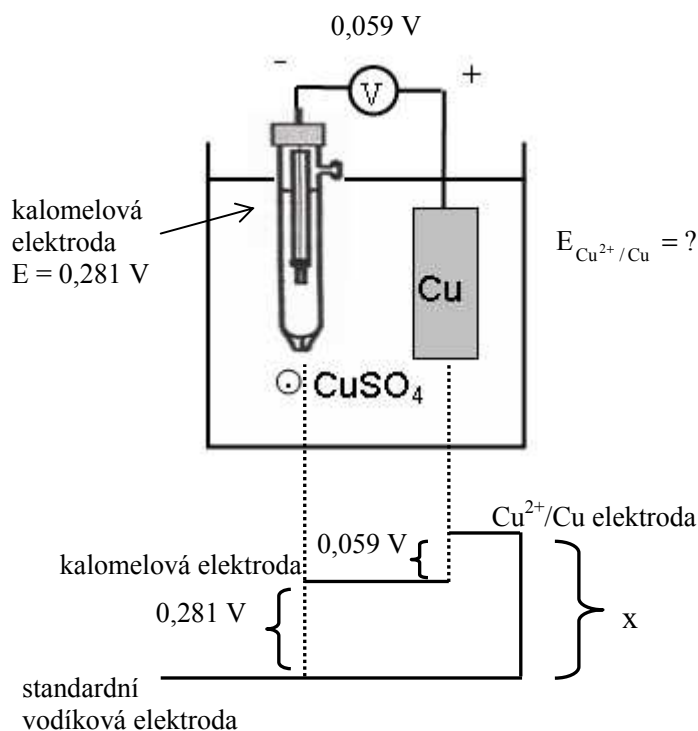 0,059 V
- +
V
kalomelová
elektroda
E = 0,281 V
Cu
E Cu²⁺/Cu = ?
CuSO₄
Cu²⁺/Cu elektroda
0,059 V
kalomelová elektroda
0,281 V
x
standardní
vodíková elektroda